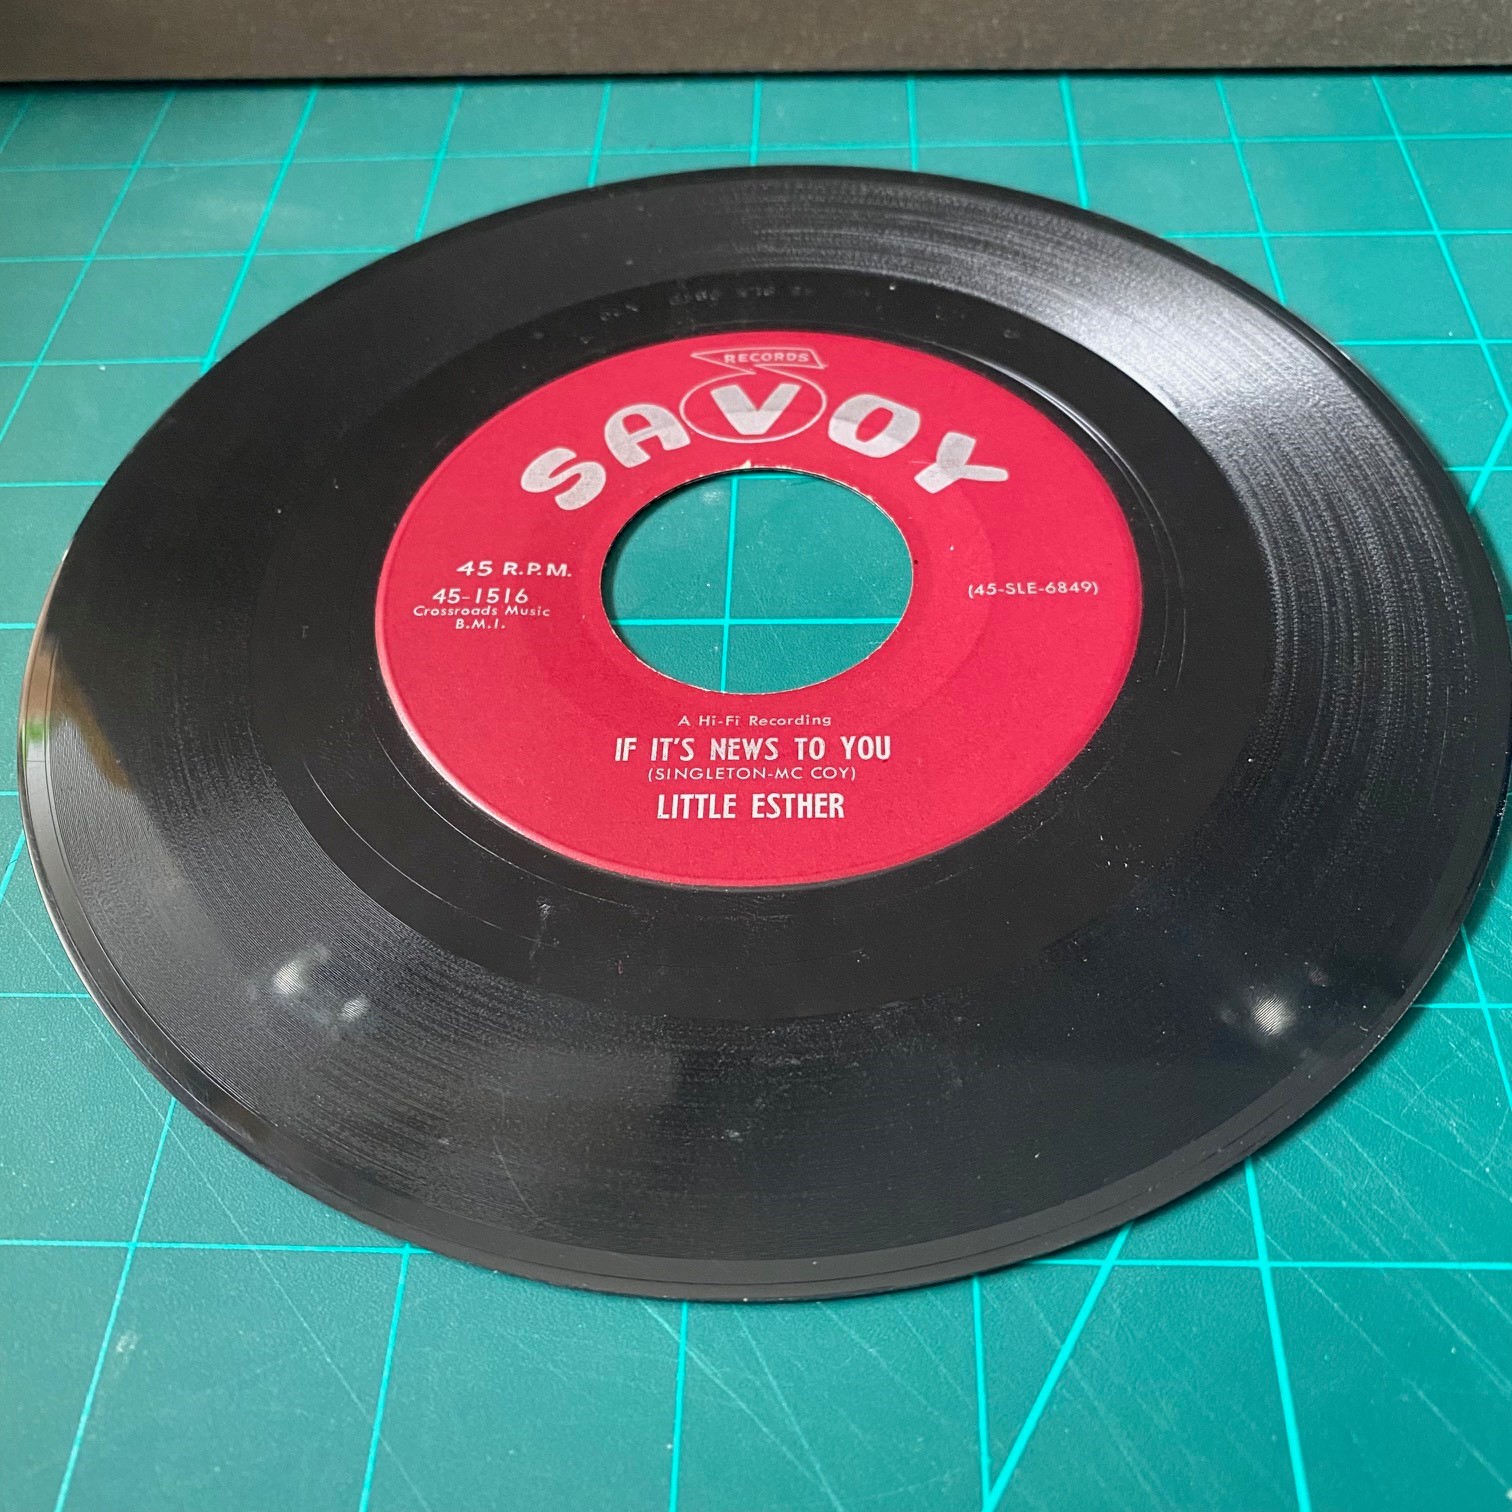 RECORDS
SAVOY
45 R.P.M.
45-1516
Crossroads Music
B.M.I.
(45-SLE-6849)
A Hi-Fi Recording
IF IT'S NEWS TO YOU
(SINGLETON-MC COY)
LITTLE ESTHER